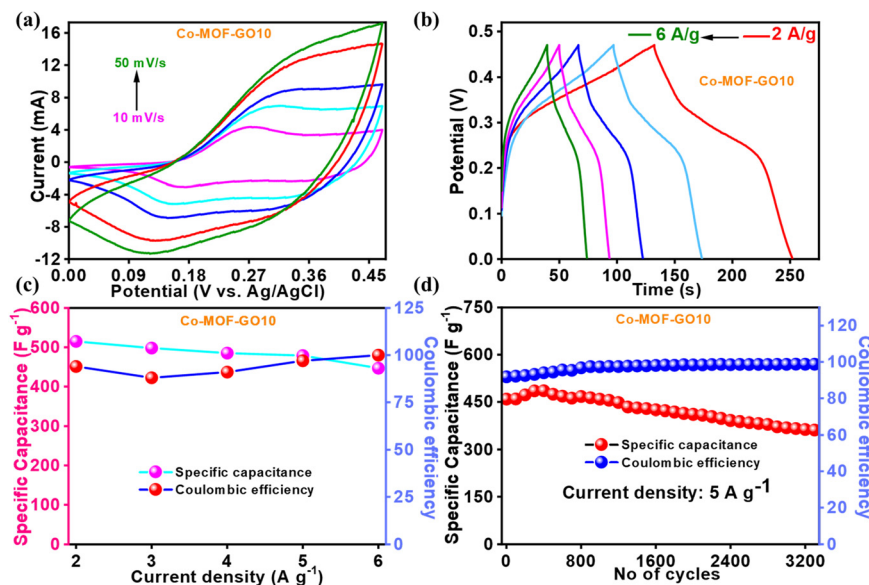 (a)
Co-MOF-GO10
50 mV/s
10 mV/s
Current (mA)
16
12
8
4
0
-4
-8
-12
0.00 0.09 0.18 0.27 0.36 0.45
Potential (V vs. Ag/AgCl)
(b)
6 A/g
2 A/g
Co-MOF-GO10
Potential (V)
0.5
0.4
0.3
0.2
0.1
0.0
0 50 100 150 200 250
Time (s)
(c)
Co-MOF-GO10
Specific Capacitance (F g-1)
600
500
400
300
200
100
0
Specific capacitance
Coulombic efficiency
125
100
75
50
25
0
Coulombic efficiency
2 3 4 5 6
Current density (A g-1)
(d)
Co-MOF-GO10
Specific Capacitance (F g-1)
750
600
450
300
150
0
Specific capacitance
Coulombic efficiency
Current density: 5 A g-1
120
100
80
60
40
20
0
Coulombic efficiency
0 800 1600 2400 3200
No of cycles